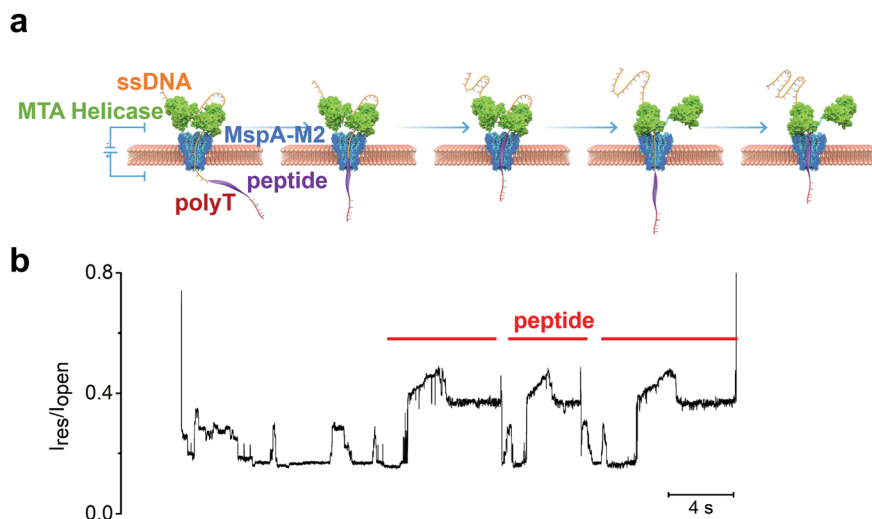 a
ssDNA
MTA Helicase
MspA-M2
peptide
polyT
b
0.8
peptide
0.4
Ires/Iopen
0.0
4 s